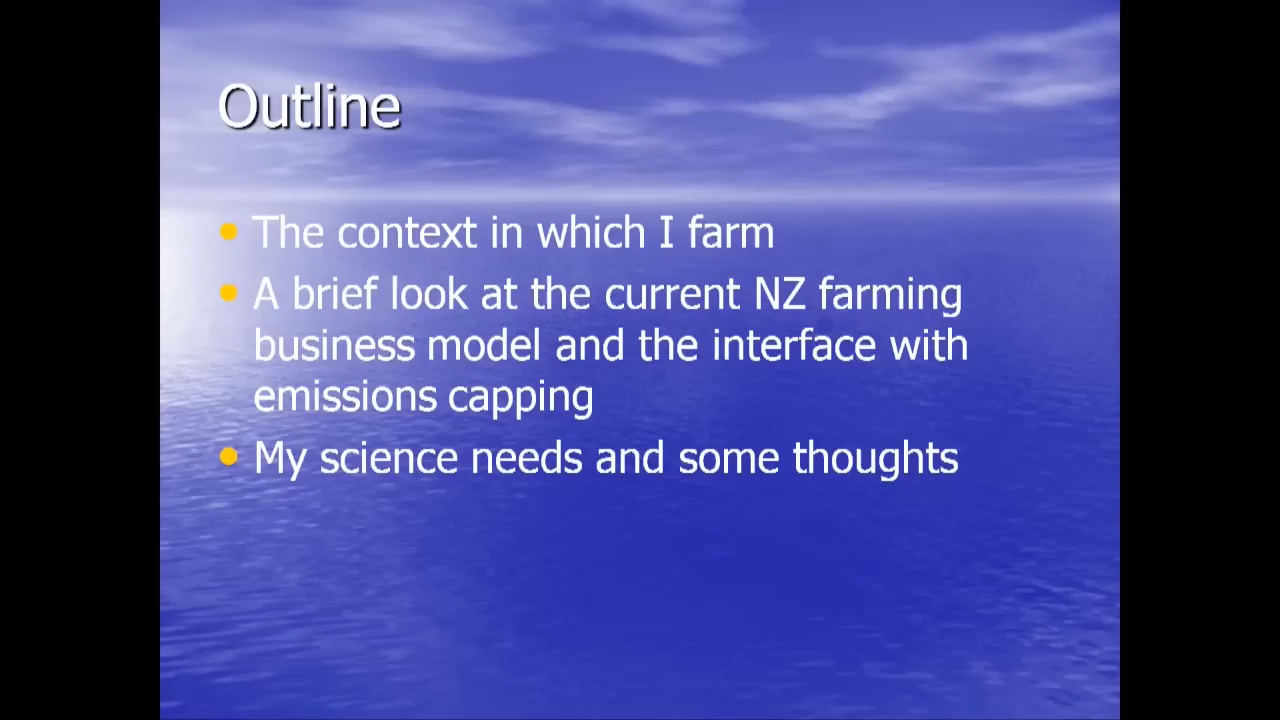 Outline
The context in which I farm
A brief look at the current NZ farming
business model and the interface with
emissions capping
My science needs and some thoughts